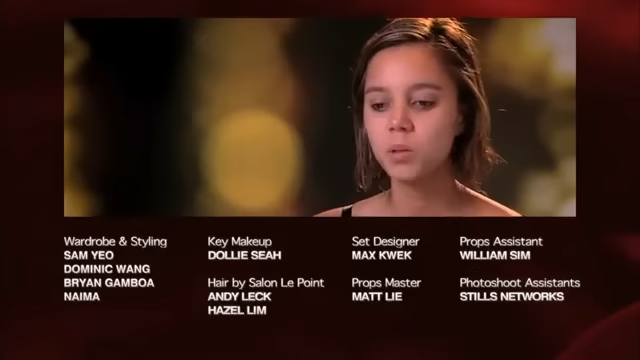 Wardrobe & Styling
SAM YEO
DOMINIC WANG
BRYAN GAMBOA
NAIMA
Key Makeup
DOLLIE SEAH
Hair by Salon Le Point
ANDY LECK
HAZEL LIM
Set Designer
MAX KWEK
Props Master
MATT LIE
Props Assistant
WILLIAM SIM
Photoshoot Assistants
STILLS NETWORKS